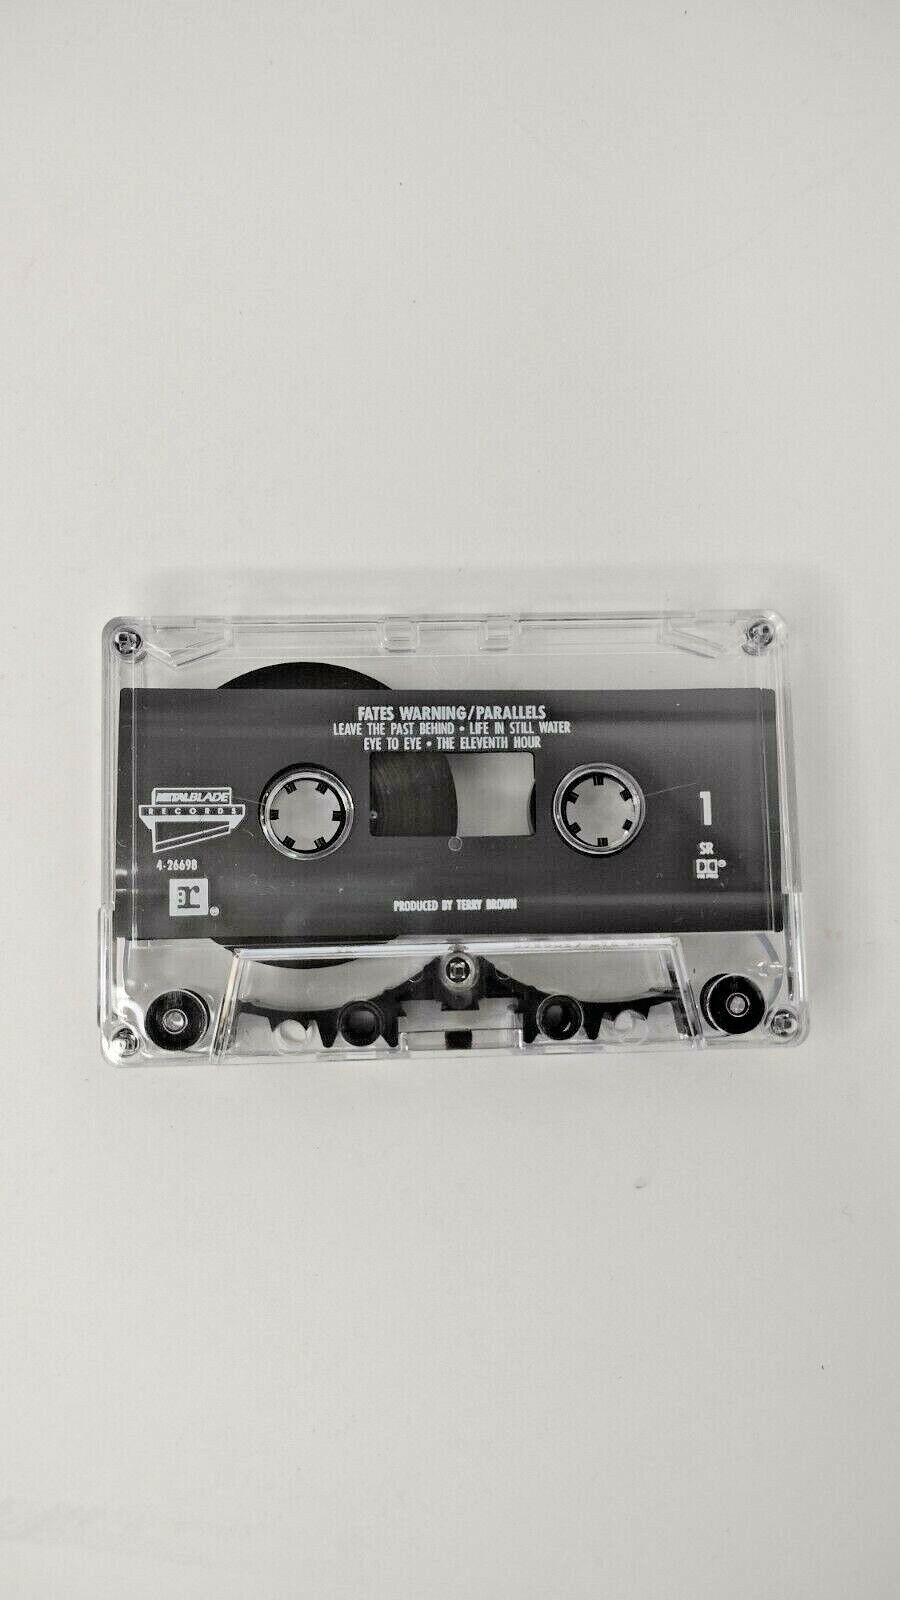 FATES WARNING/PARALLELS
LEAVE THE PAST BEHIND • LIFE IN STILL WATER
EYE TO EYE • THE ELEVENTH HOUR
METAL BLADE
RECORDS
4-26698
r
1
SR
PRODUCED BY TERRY BROWN